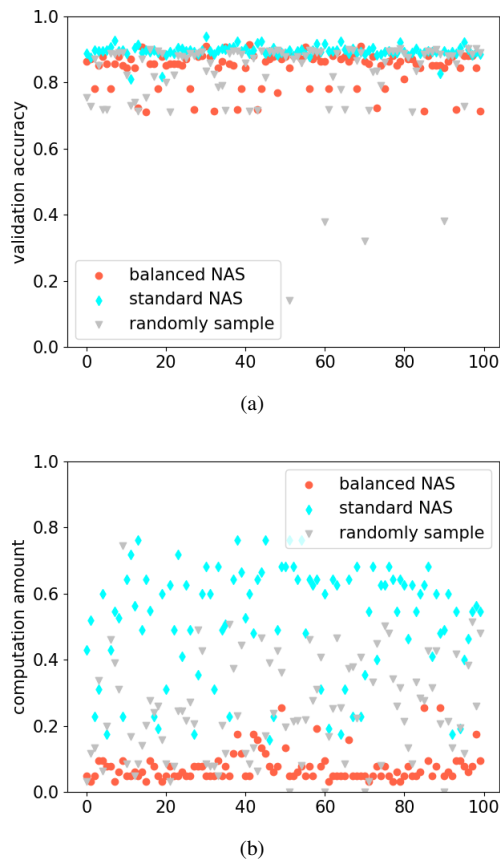 1.0
0.8
0.6
0.4
0.2
0.0
validation accuracy
balanced NAS
standard NAS
randomly sample
0 20 40 60 80 100
(a)
1.0
0.8
0.6
0.4
0.2
0.0
computation amount
balanced NAS
standard NAS
randomly sample
0 20 40 60 80 100
(b)